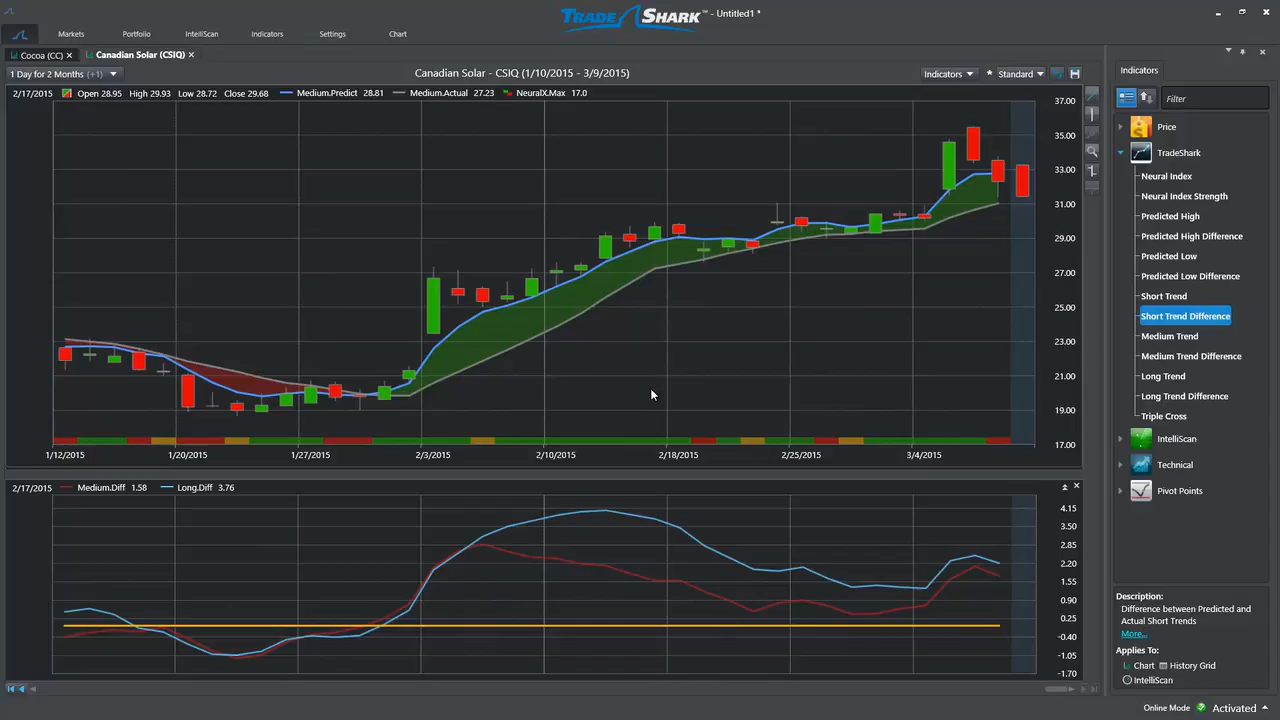 TRADE SHARK™ - Untitled1 *
Markets Portfolio IntelliScan Indicators Settings Chart
Cocoa (CC) × Canadian Solar (CSIQ) ×
1 Day for 2 Months (+1) Canadian Solar - CSIQ (1/10/2015 - 3/9/2015) Indicators * Standard
2/17/2015 Open 28.95 High 29.93 Low 28.72 Close 29.68 Medium.Predict 28.81 Medium.Actual 27.23 NeuralX.Max 17.0
37.00
35.00
33.00
31.00
29.00
27.00
25.00
23.00
21.00
19.00
17.00
1/12/2015 1/20/2015 1/27/2015 2/3/2015 2/10/2015 2/18/2015 2/25/2015 3/4/2015
2/17/2015 Medium.Diff 1.58 Long.Diff 3.76
4.15
3.50
2.85
2.20
1.55
0.90
0.25
-0.40
-1.05
-1.70
Indicators
Filter
Price
TradeShark
Neural Index
Neural Index Strength
Predicted High
Predicted High Difference
Predicted Low
Predicted Low Difference
Short Trend
Short Trend Difference
Medium Trend
Medium Trend Difference
Long Trend
Long Trend Difference
Triple Cross
IntelliScan
Technical
Pivot Points
Description:
Difference between Predicted and
Actual Short Trends
More...
Applies To:
Chart History Grid
IntelliScan
Online Mode Activated